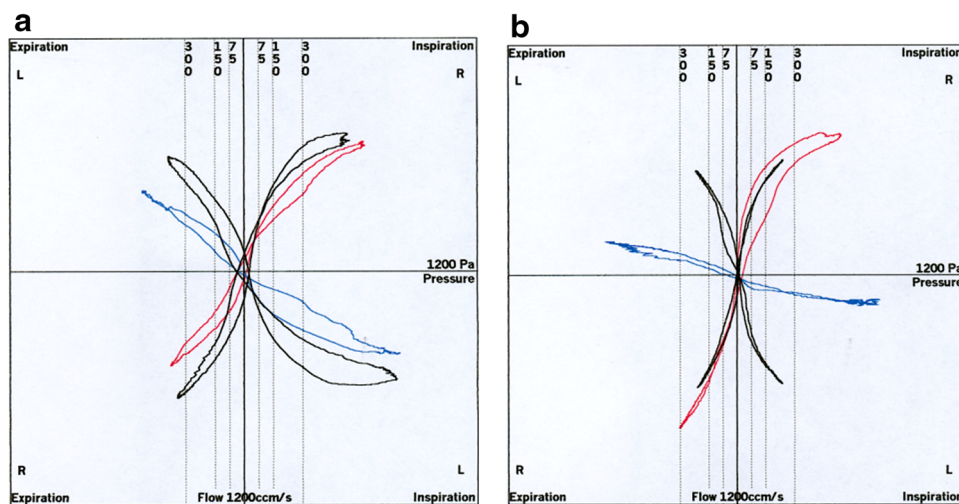 a
Expiration
Inspiration
L
R
300
150
75
75
150
300
1200 Pa
Pressure
R
L
Expiration
Flow 1200ccm/s
Inspiration
b
Expiration
Inspiration
L
R
300
150
75
75
150
300
1200 Pa
Pressure
R
L
Expiration
Flow 1200ccm/s
Inspiration